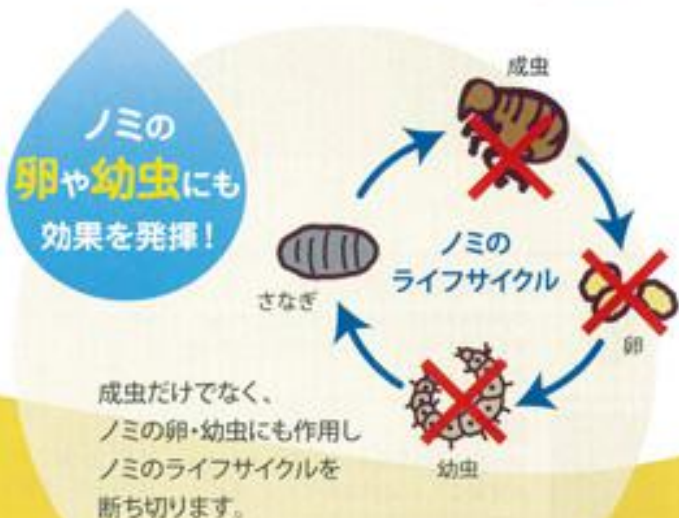 ノミの
卵や幼虫にも
効果を発揮！
成虫
ノミの
ライフサイクル
さなぎ
卵
幼虫
成虫だけでなく、
ノミの卵・幼虫にも作用し
ノミのライフサイクルを
断ち切ります。